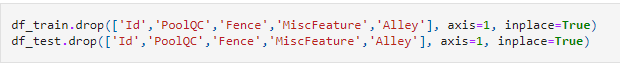 df_train.drop(['Id','PoolQC','Fence','MiscFeature','Alley'], axis=1, inplace=True)
df_test.drop(['Id','PoolQC','Fence','MiscFeature','Alley'], axis=1, inplace=True)